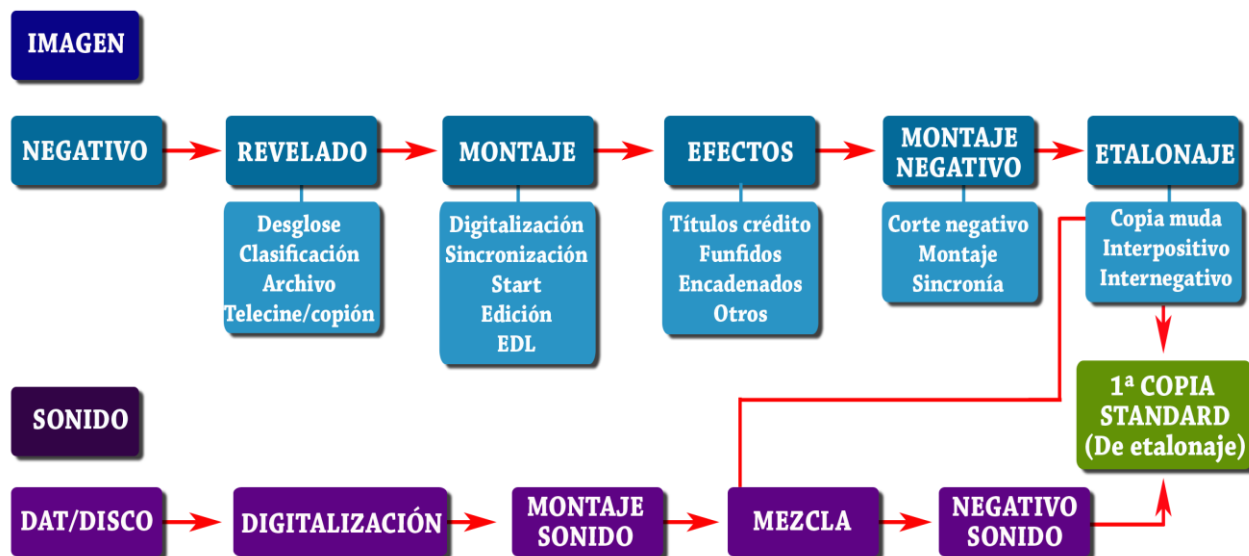 IMAGEN
NEGATIVO
REVELADO
Desglose
Clasificación
Archivo
Telecine/copión
MONTAJE
Digitalización
Sincronización
Start
Edición
EDL
EFECTOS
Títulos crédito
Funfidos
Encadenados
Otros
MONTAJE
NEGATIVO
Corte negativo
Montaje
Sincronía
ETALONAJE
Copia muda
Interpositivo
Internegativo
1ª COPIA
STANDARD
(De etalonaje)
SONIDO
DAT/DISCO
DIGITALIZACIÓN
MONTAJE
SONIDO
MEZCLA
NEGATIVO
SONIDO